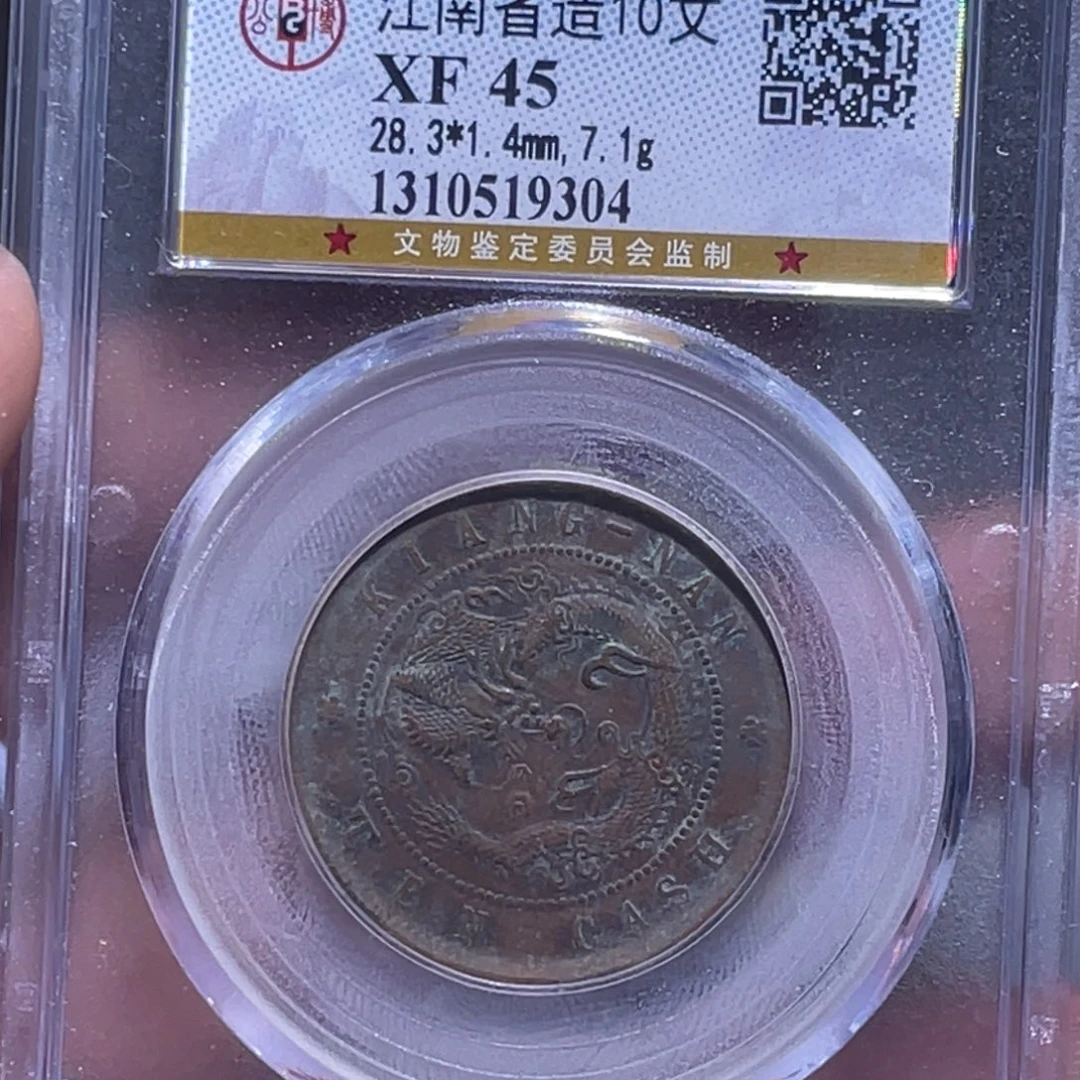 江南省造10文
XF 45
28.3*1.4mm,7.1g
1310519304
★ 文物鉴定委员会监制 ★
KIANG-NAN
TEN CASH